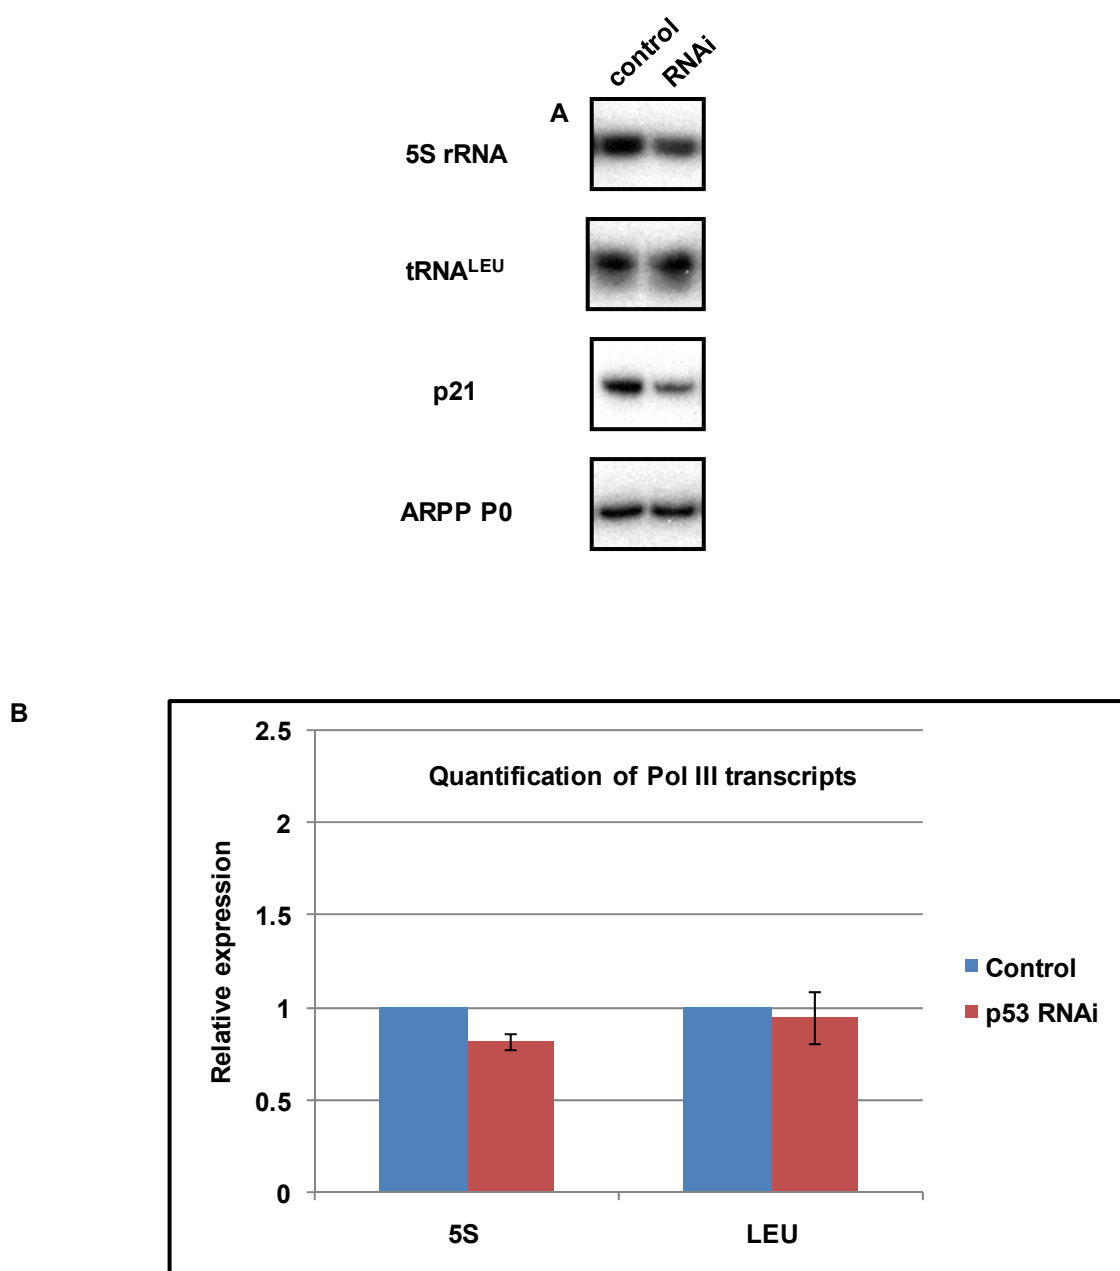 control RNAi
A
5S rRNA
tRNALEU
p21
ARPP P0
B
Quantification of Pol III transcripts
Relative expression
2.5
2
1.5
1
0.5
0
5S LEU
Control
p53 RNAi